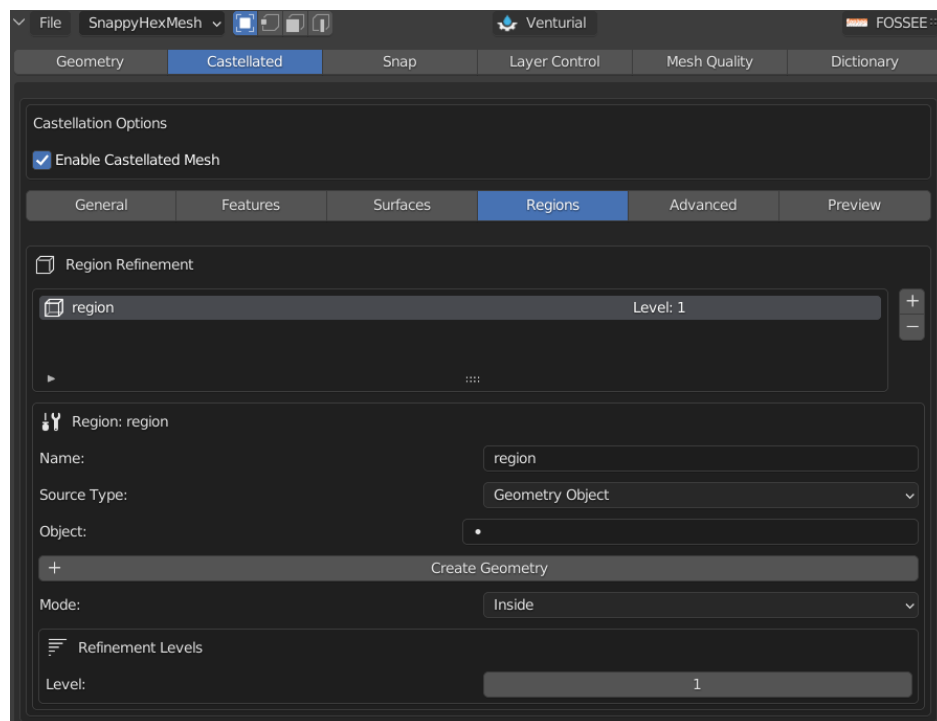 File SnappyHexMesh Venturial FOSSEE
Geometry Castellated Snap Layer Control Mesh Quality Dictionary
Castellation Options
Enable Castellated Mesh
General Features Surfaces Regions Advanced Preview
Region Refinement
region Level: 1
Region: region
Name: region
Source Type: Geometry Object
Object:
+ Create Geometry
Mode: Inside
Refinement Levels
Level: 1